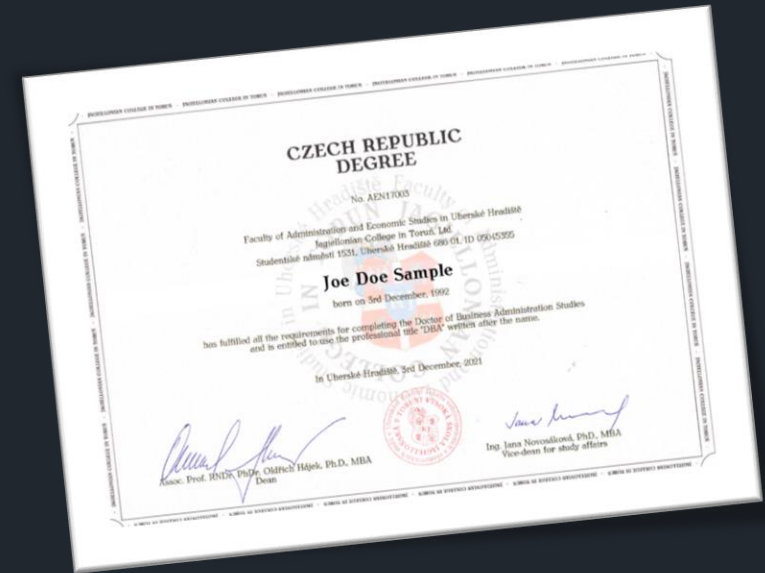 JAGIELLONIAN COLLEGE IN TORUŃ
CZECH REPUBLIC
DEGREE
No. AEN17003
Faculty of Administration and Economic Studies in Uherské Hradiště
Jagiellonian College in Toruń, Ltd
Studentské náměstí 1531, Uherské Hradiště 686 01, ID 05045355
Joe Doe Sample
born on 3rd December, 1992
has fulfilled all the requirements for completing the Doctor of Business Administration Studies
and is entitled to use the professional title "DBA" written after the name.
In Uherské Hradiště, 3rd December, 2021
Assoc. Prof. RNDr. PhDr. Oldřich Hájek, Ph.D., MBA
Dean
Ing. Jana Novosáková, PhD., MBA
Vice-dean for study affairs